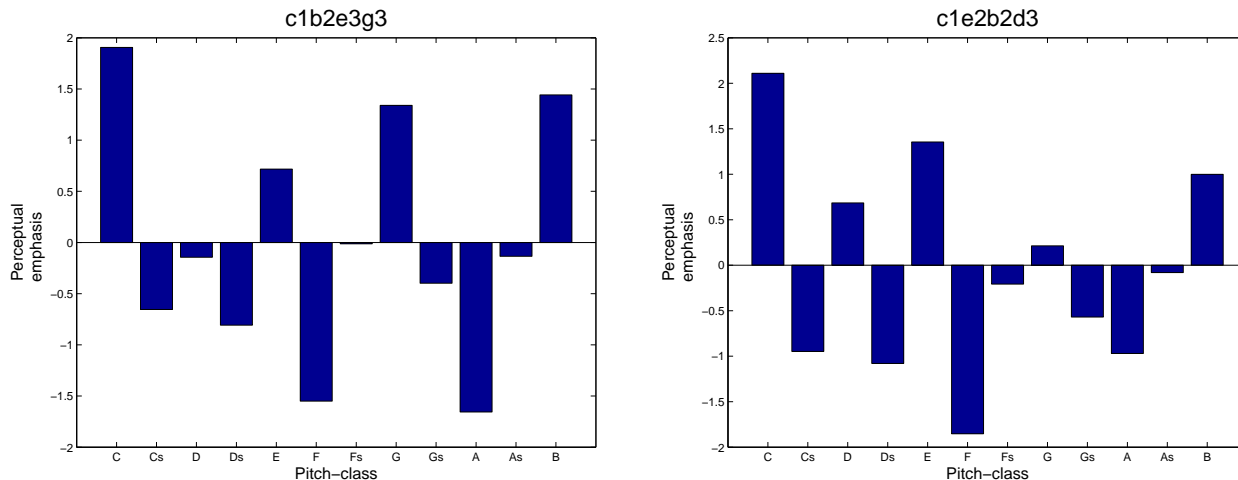 c1b2e3g3
2
1.5
1
0.5
0
−0.5
−1
−1.5
−2
Perceptual
emphasis
C Cs D Ds E F Fs G Gs A As B
Pitch−class
c1e2b2d3
2.5
2
1.5
1
0.5
0
−0.5
−1
−1.5
−2
Perceptual
emphasis
C Cs D Ds E F Fs G Gs A As B
Pitch−class